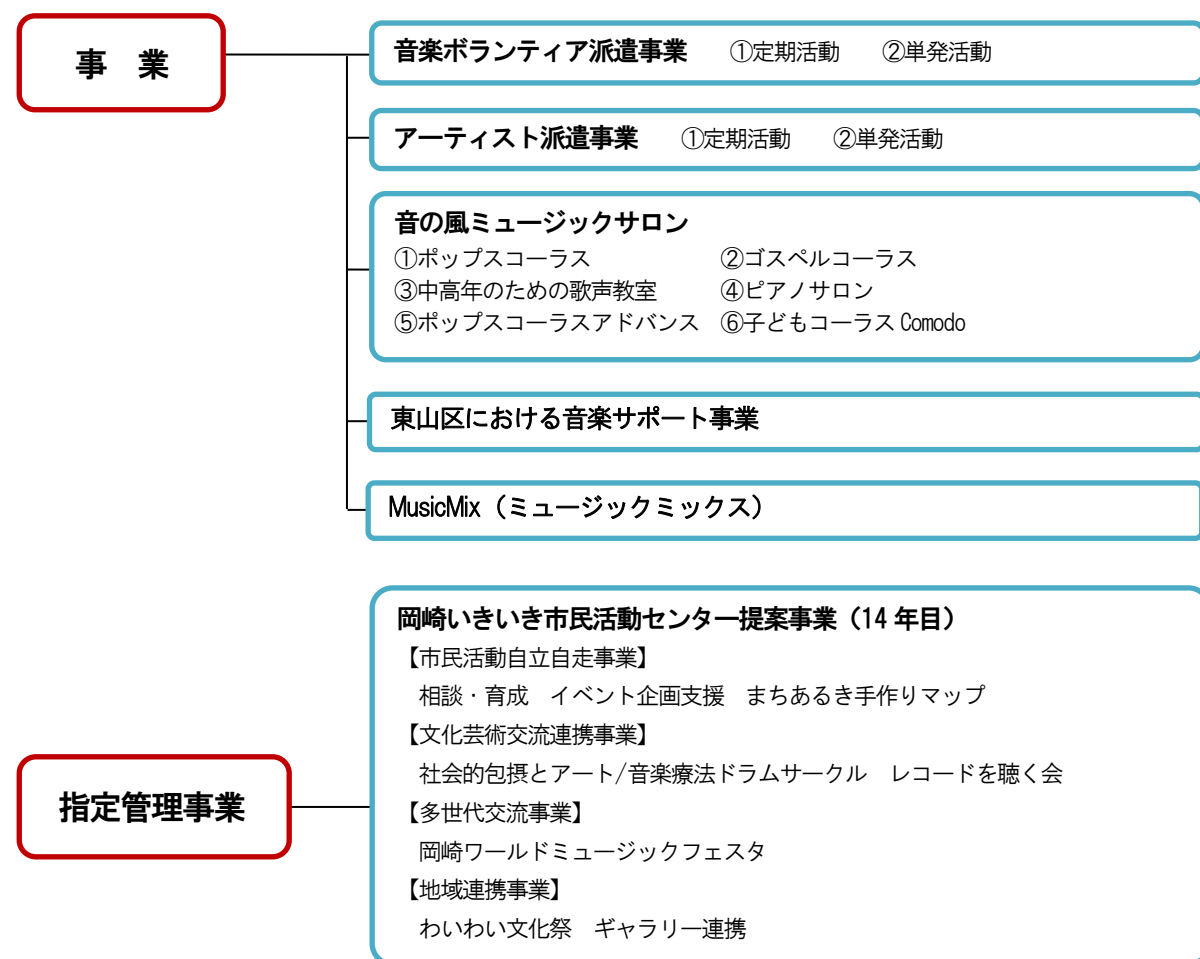 事　業
音楽ボランティア派遣事業　①定期活動　②単発活動
アーティスト派遣事業　①定期活動　②単発活動
音の風ミュージックサロン
①ポップスコーラス　②ゴスペルコーラス
③中高年のための歌声教室　④ピアノサロン
⑤ポップスコーラスアドバンス　⑥子どもコーラス Comodo
東山区における音楽サポート事業
MusicMix（ミュージックミックス）
指定管理事業
岡崎いきいき市民活動センター提案事業（14 年目）
【市民活動自立自走事業】
相談・育成　イベント企画支援　まちあるき手作りマップ
【文化芸術交流連携事業】
社会的包摂とアート/音楽療法ドラムサークル　レコードを聴く会
【多世代交流事業】
岡崎ワールドミュージックフェスタ
【地域連携事業】
わいわい文化祭　ギャラリー連携